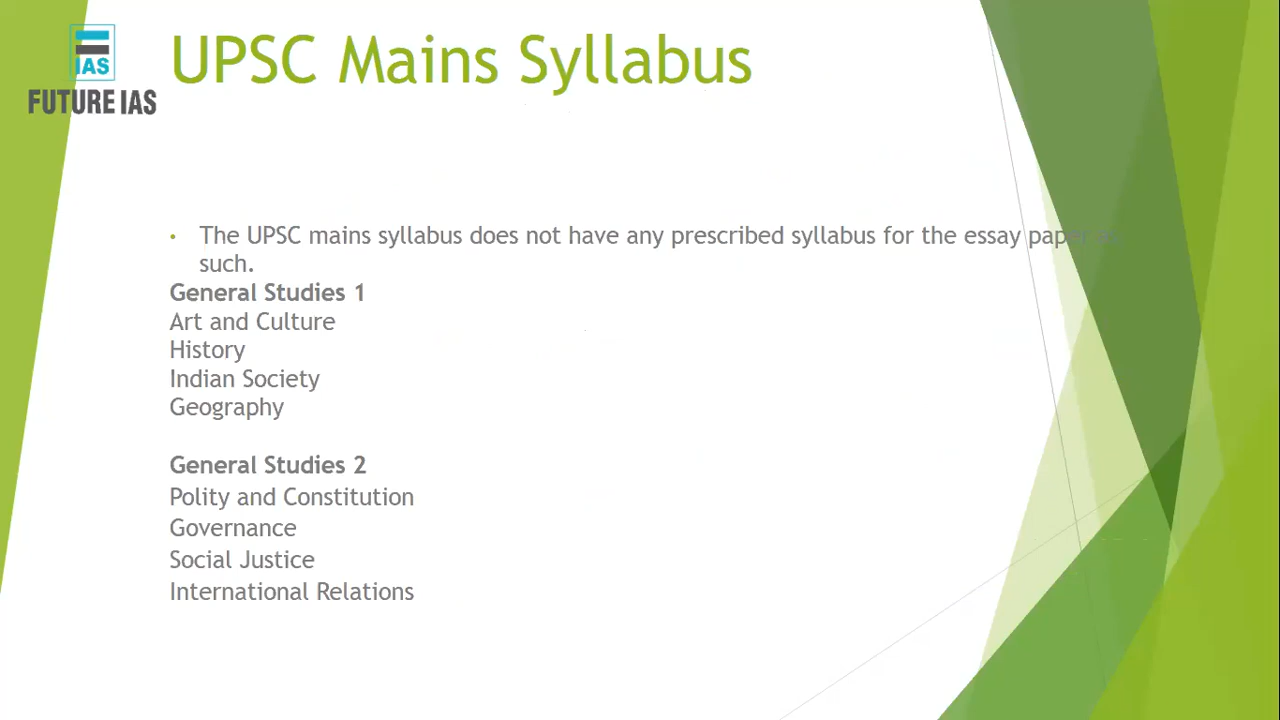 IAS
FUTURE IAS
UPSC Mains Syllabus
• The UPSC mains syllabus does not have any prescribed syllabus for the essay paper as
such.
General Studies 1
Art and Culture
History
Indian Society
Geography
General Studies 2
Polity and Constitution
Governance
Social Justice
International Relations